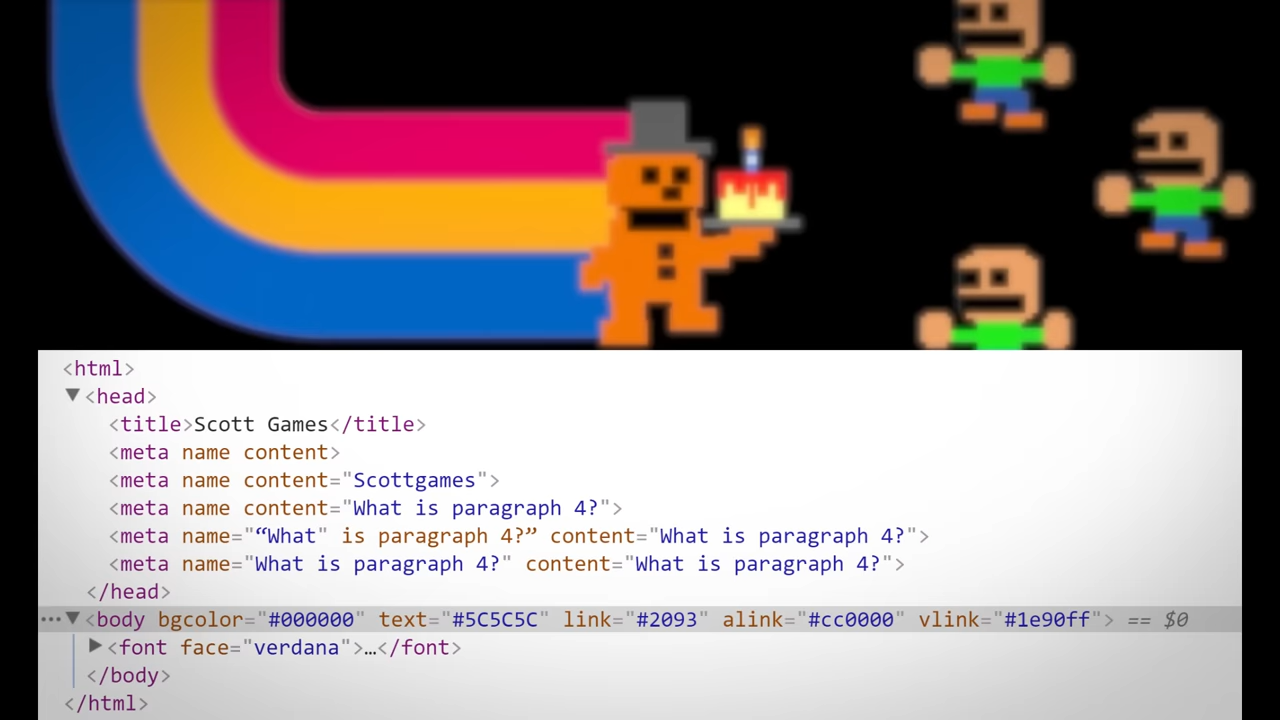 <html>
▼<head>
<title>Scott Games</title>
<meta name content>
<meta name content="Scottgames">
<meta name content="What is paragraph 4?">
<meta name="“What" is paragraph 4?” content="What is paragraph 4?">
<meta name="What is paragraph 4?" content="What is paragraph 4?">
</head>
•••▼<body bgcolor="#000000" text="#5C5C5C" link="#2093" alink="#cc0000" vlink="#1e90ff"> == $0
▶<font face="verdana">…</font>
</body>
</html>